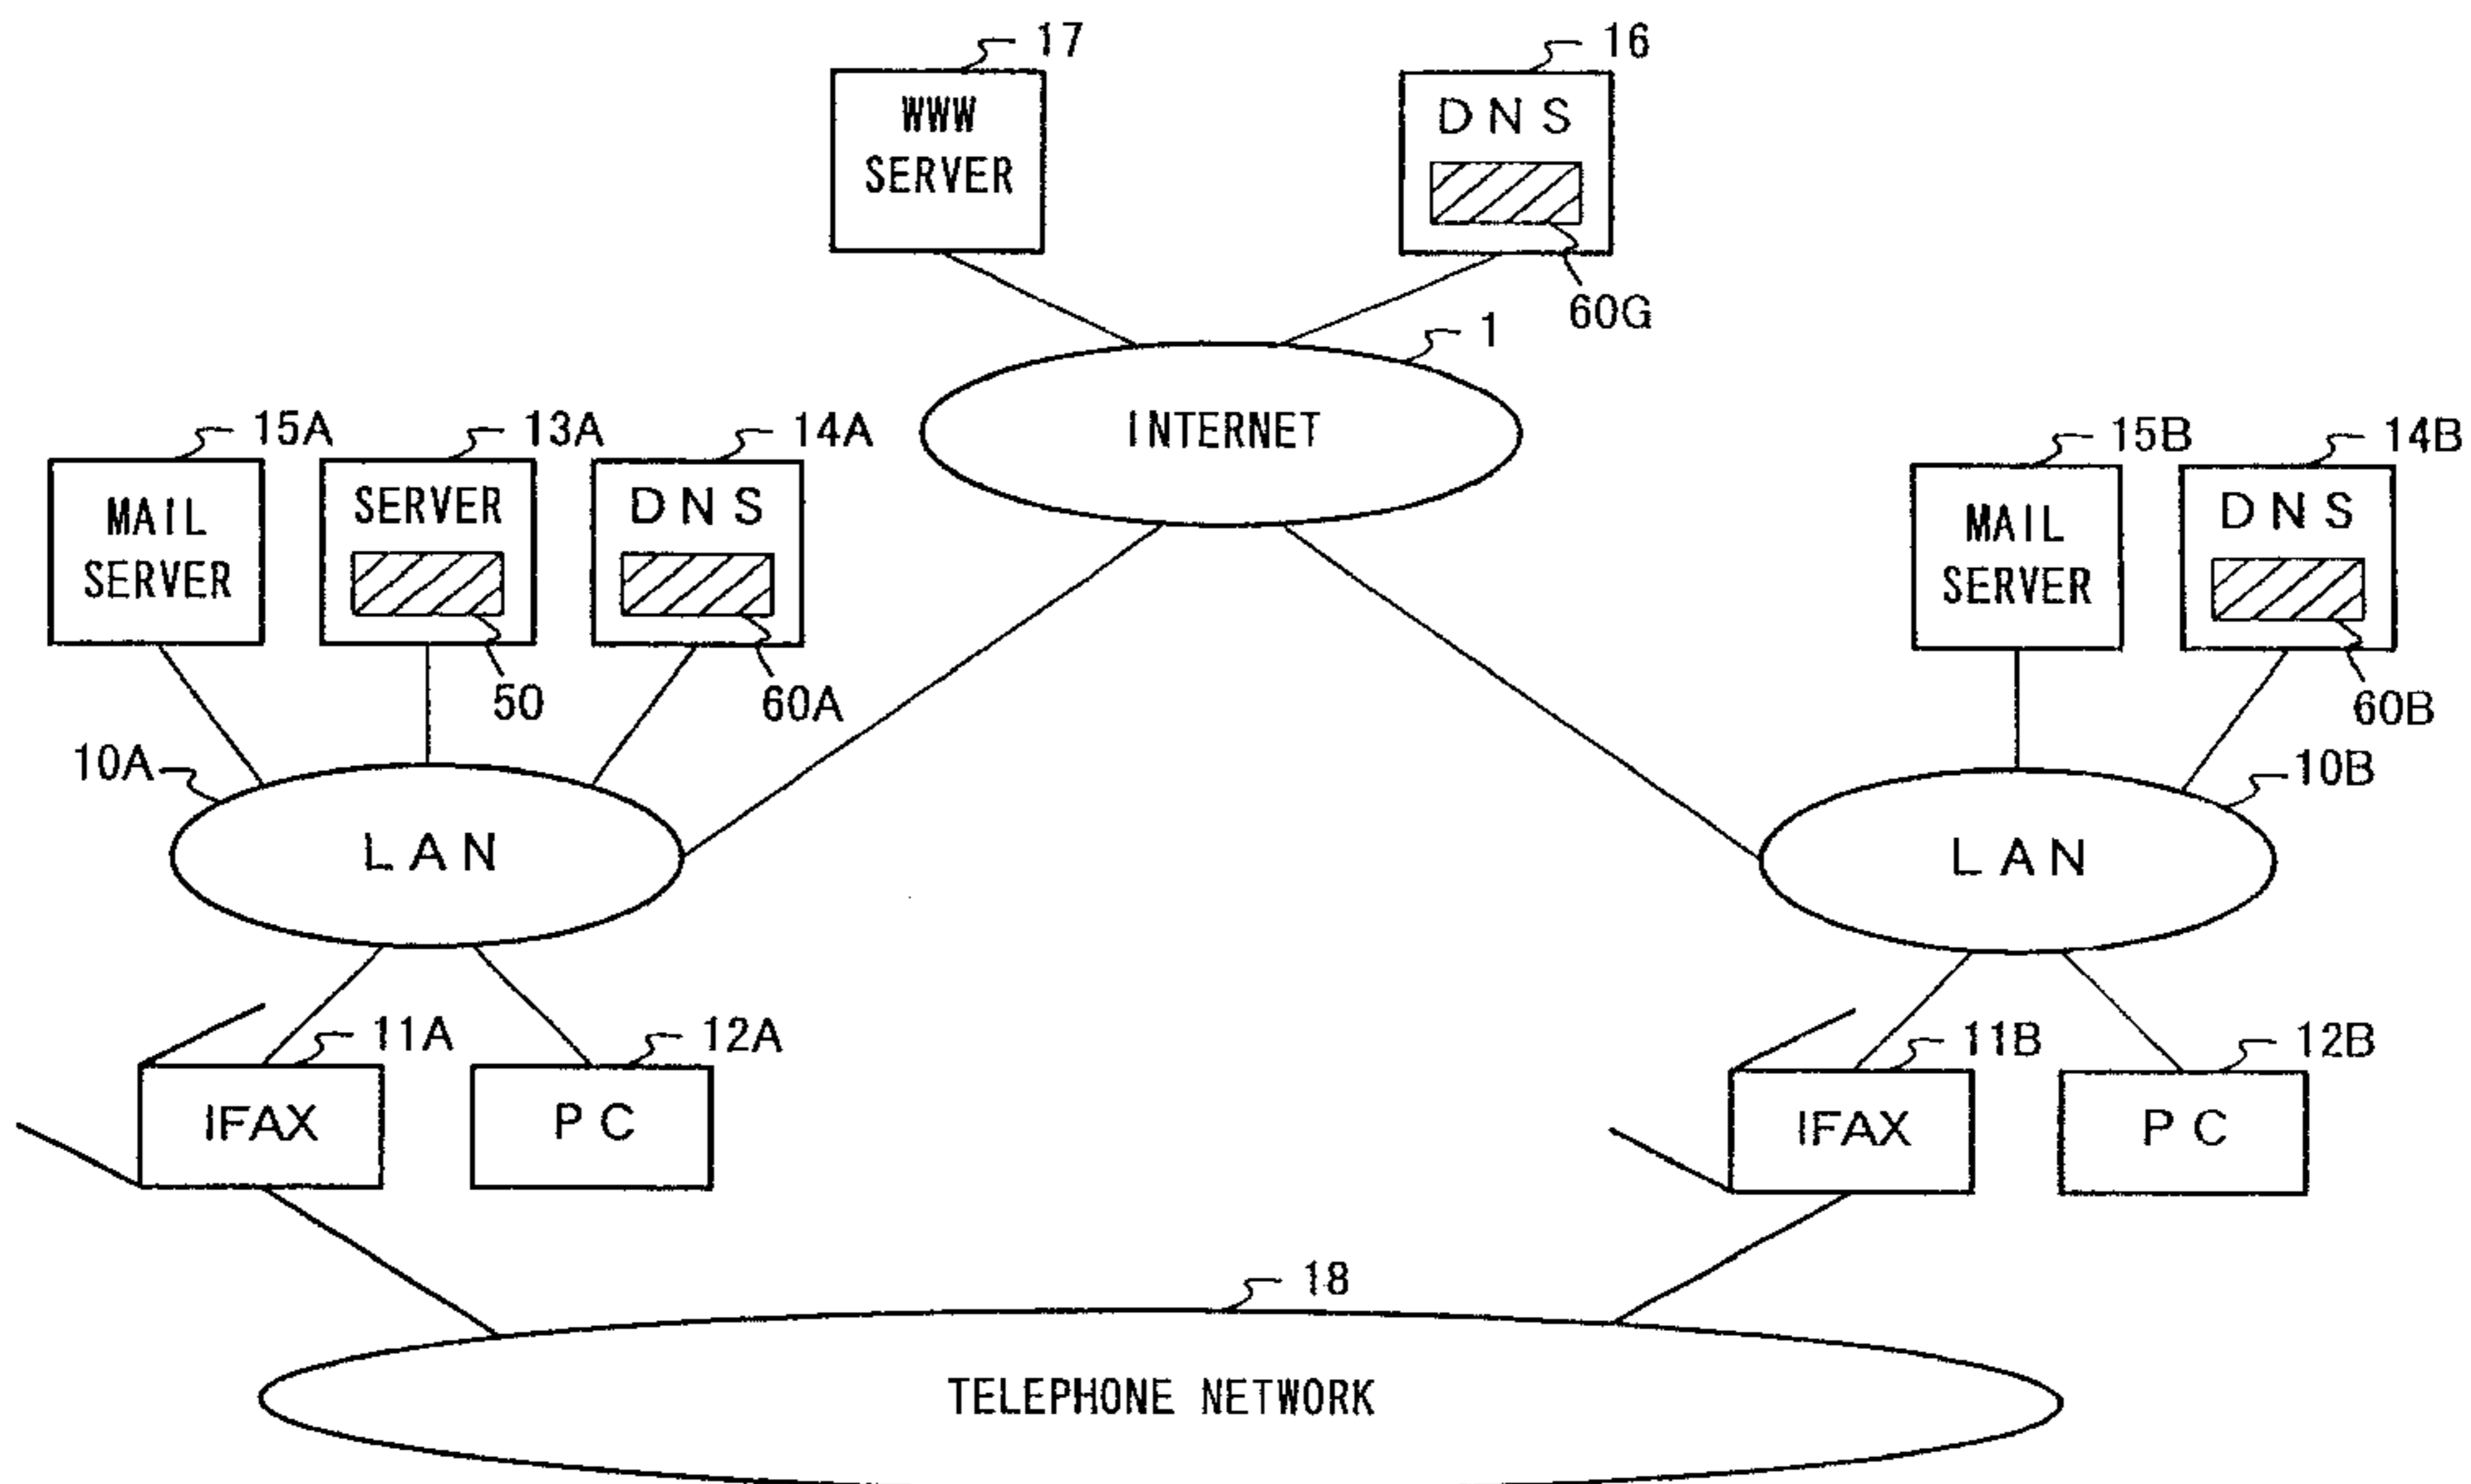 17
16
WWW
SERVER
DNS
60G
1
INTERNET
15A
13A
14A
15B
14B
MAIL
SERVER
SERVER
DNS
MAIL
SERVER
DNS
50
60A
60B
10A
10B
LAN
LAN
11A
12A
11B
12B
IFAX
PC
IFAX
PC
18
TELEPHONE NETWORK